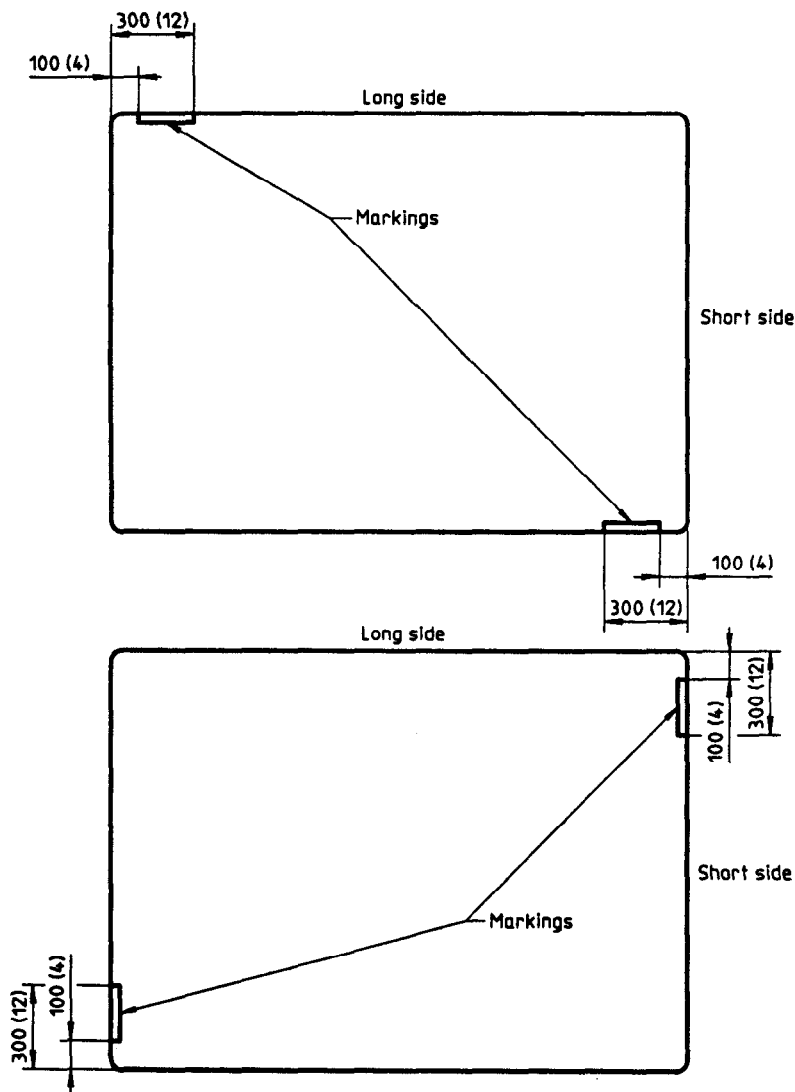 300 (12)
100 (4)
Long side
Markings
Short side
100 (4)
300 (12)
Long side
100 (4)
300 (12)
Short side
Markings
100 (4)
300 (12)